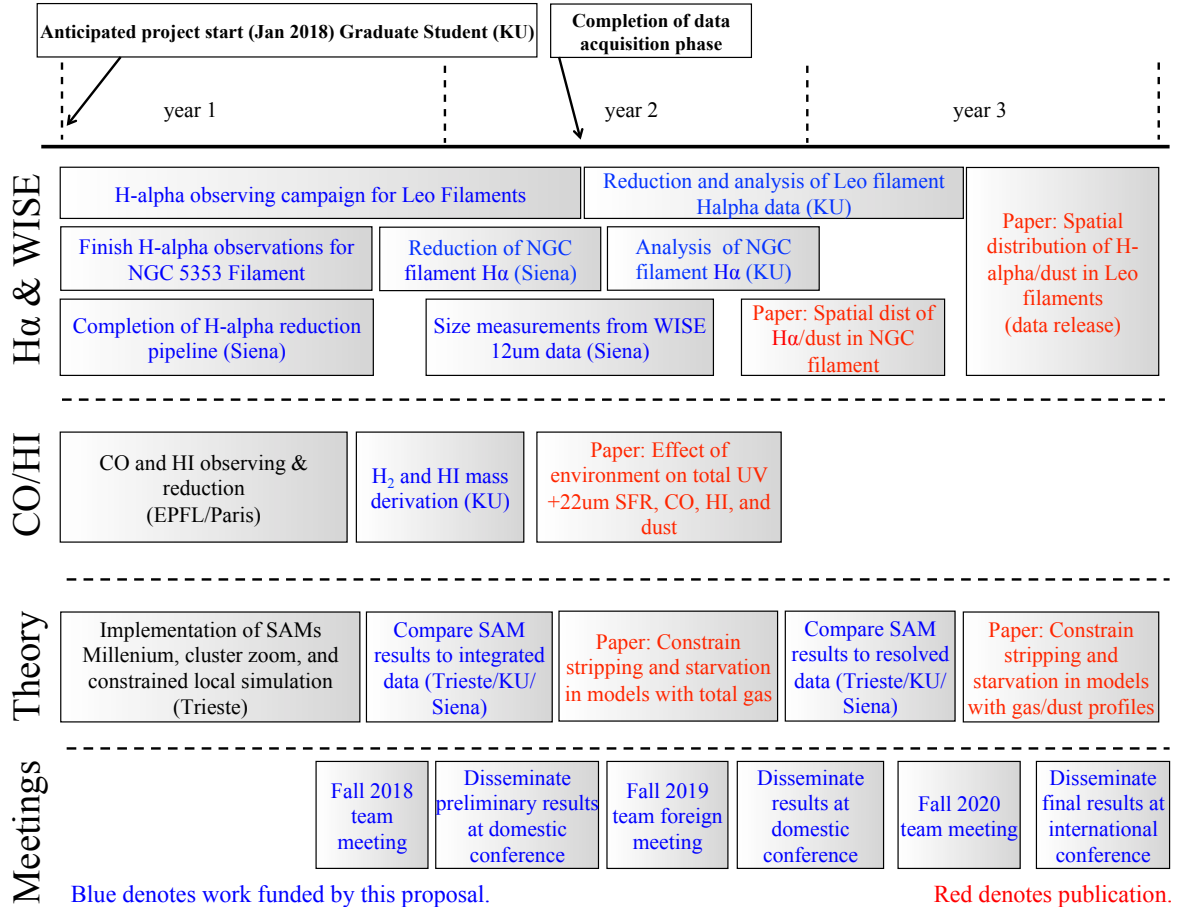 Anticipated project start (Jan 2018) Graduate Student (KU)
Completion of data
acquisition phase
year 1
year 2
year 3
Hα & WISE
H-alpha observing campaign for Leo Filaments
Reduction and analysis of Leo filament
Halpha data (KU)
Paper: Spatial
distribution of H-
alpha/dust in Leo
filaments
(data release)
Finish H-alpha observations for
NGC 5353 Filament
Reduction of NGC
filament Hα (Siena)
Analysis of NGC
filament Hα (KU)
Completion of H-alpha reduction
pipeline (Siena)
Size measurements from WISE
12um data (Siena)
Paper: Spatial dist of
Hα/dust in NGC
filament
CO/HI
CO and HI observing &
reduction
(EPFL/Paris)
H₂ and HI mass
derivation (KU)
Paper: Effect of
environment on total UV
+22um SFR, CO, HI, and
dust
Theory
Implementation of SAMs
Millenium, cluster zoom, and
constrained local simulation
(Trieste)
Compare SAM
results to integrated
data (Trieste/KU/
Siena)
Paper: Constrain
stripping and starvation
in models with total gas
Compare SAM
results to resolved
data (Trieste/KU/
Siena)
Paper: Constrain
stripping and
starvation in models
with gas/dust profiles
Meetings
Fall 2018
team
meeting
Disseminate
preliminary results
at domestic
conference
Fall 2019
team foreign
meeting
Disseminate
results at
domestic
conference
Fall 2020
team meeting
Disseminate
final results at
international
conference
Blue denotes work funded by this proposal.
Red denotes publication.